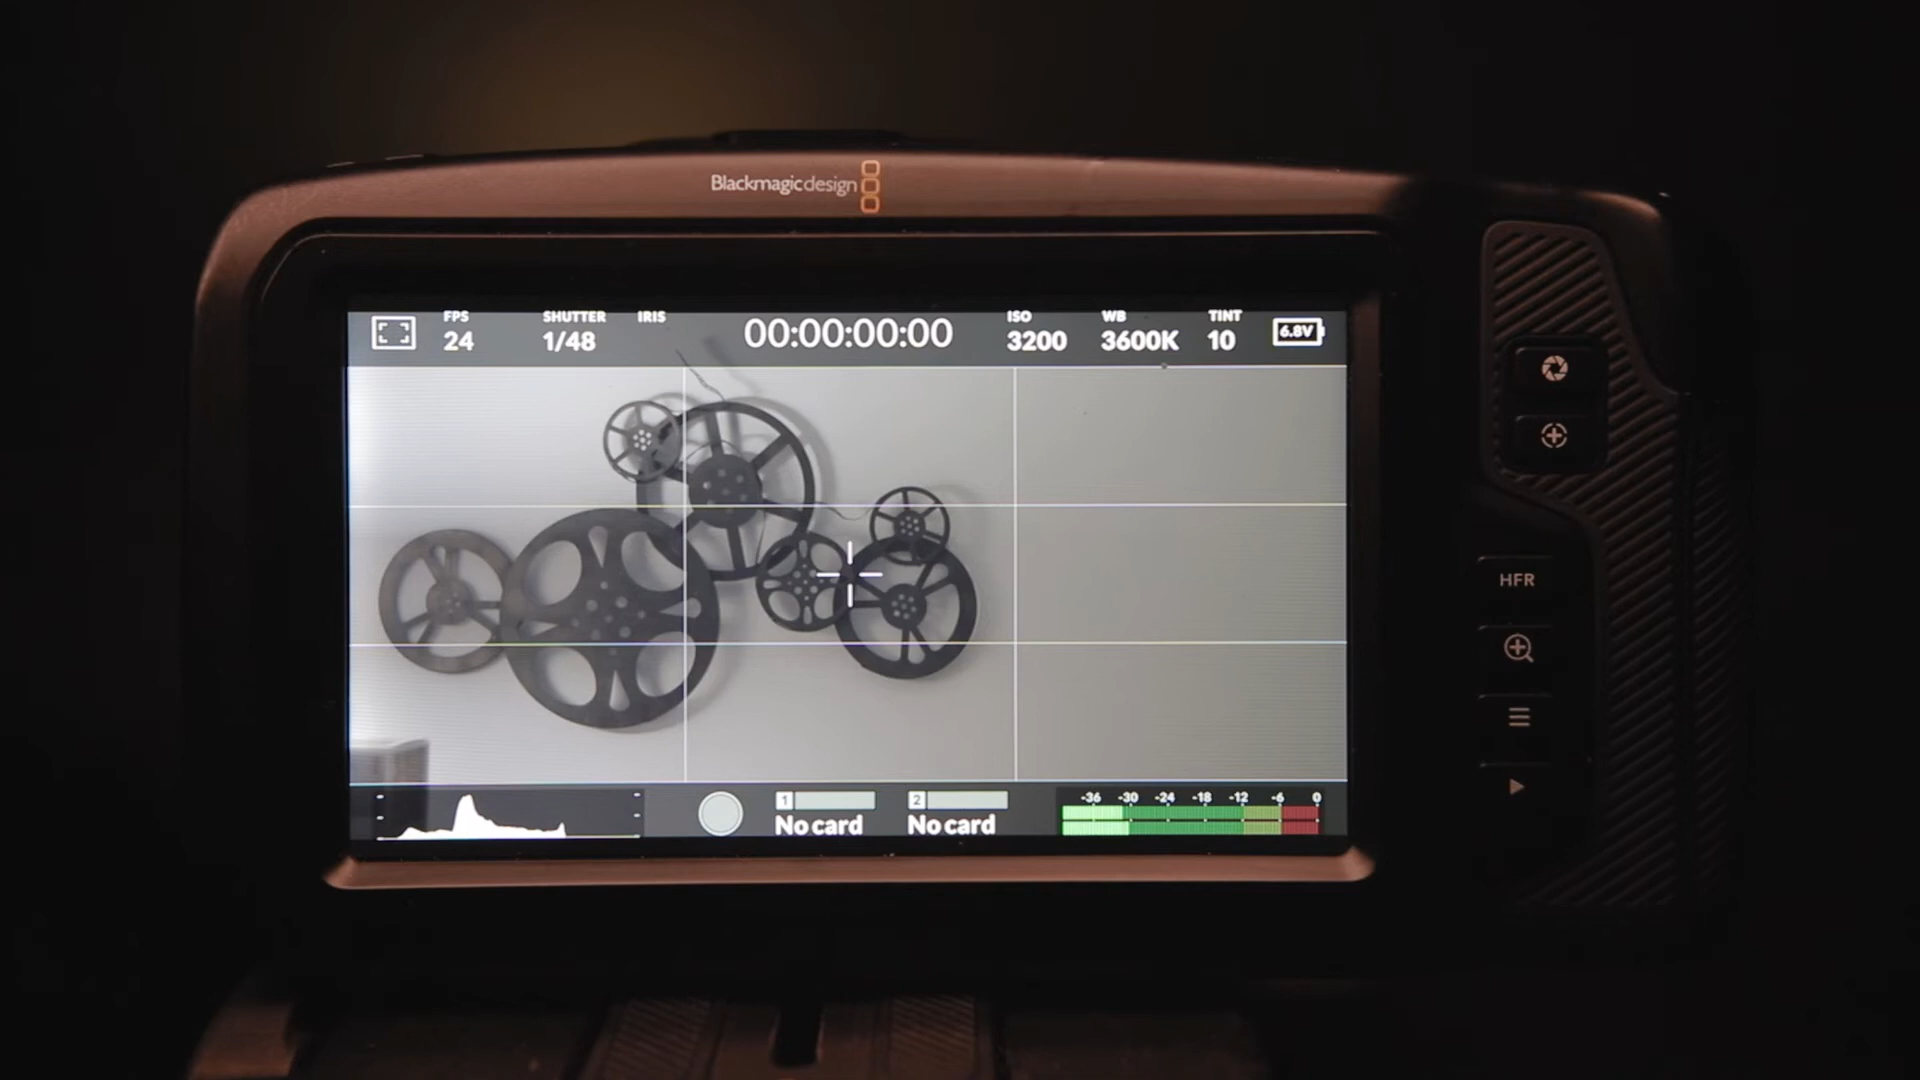 Blackmagicdesign
FPS SHUTTER IRIS 00:00:00:00 ISO WB TINT
24 1/48 3200 3600K 10 6.8V
HFR
1 2 -36 -30 -24 -18 -12 -6 0
No card No card